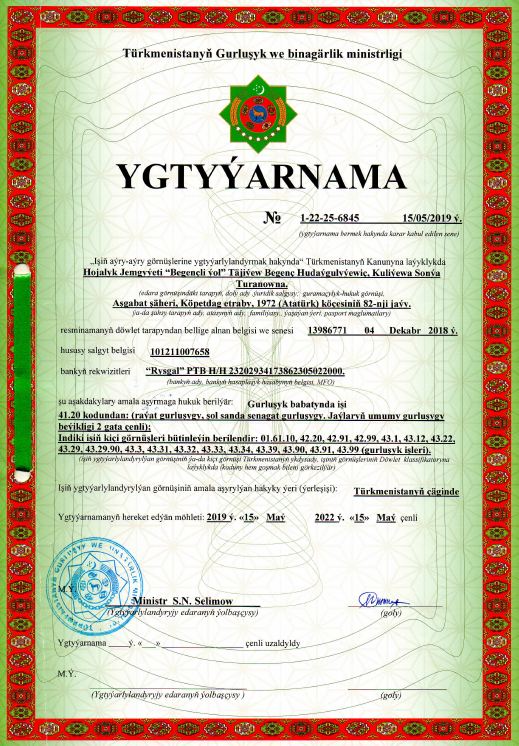 Türkmenistanyň Gurluşyk we binagärlik ministrligi
YGTYÝARNAMA
№ 1-22-25-6845 15/05/2019 ý.
(ygtyýarnama bermek hakynda karar kabul edilen sene)
„Işiň aýry-aýry görnüşlerine ygtyýarlylandyrmak hakynda“ Türkmenistanyň Kanunyna laýyklykda
Hojalyk Jemgyýeti “Begençli ýol” Täjiýew Begenç Hudaýgulyýewiç, Kuliýewa Sonýa
Turanowna.
(edara görnüşindäki tarapyň, doly ady, ýuridik salgysy, guramaçylyk-hukuk görnüşi,
Aşgabat şäheri, Köpetdag etraby, 1972 (Atatürk) köçesiniň 82-nji jaýy.
ýa-da şahsy tarapyň ady, atasynyň ady, familiýasy, ýaşaýan ýeri, pasport maglumatlary)
resminamanyň döwlet tarapyndan bellige alnan belgisi we senesi 13986771 04 Dekabr 2018 ý.
hususy salgyt belgisi 101211007658
bankyň rekwizitleri “Rysgal” PTB H/H 23202934173862305022000.
(bankyň ady, bankyň hasaplaşyk hasabynyň belgisi, MFO)
şu aşakdakylary amala aşyrmaga hukuk berilýär: Gurluşyk babatynda işi
41.20 kodundan: (raýat gurluşygy, şol sanda senagat gurluşygy. Jaýlaryň umumy gurluşygy
beýikligi 2 gata çenli);
Indiki işiň kiçi görnüşleri bütinleýin berilendir: 01.61.10, 42.20, 42.91, 42.99, 43.1, 43.12, 43.22,
43.29, 43.29.90, 43.3, 43.31, 43.32, 43.33, 43.34, 43.39, 43.90, 43.91, 43.99 (gurluşyk işleri).
(işiň ygtyýarlylandyrylýan görnüşiniň ýa-da kiçi görnüşi Türkmenistanyň ykdysady, işiniň görnüşleriniň Döwlet klassifikatoryna
laýyklykda (koduny hem goşmak bilen) görkezilýär)
Işiň ygtyýarlylandyrylýan görnüşiniň amala aşyrylýan hakyky ýeri (ýerleşişi): Türkmenistanyň çäginde
Ygtyýarnamanyň hereket edýän möhleti: 2019 ý. «15» Maý 2022 ý. «15» Maý çenli
M.Ý.
Ministr S.N. Selimow
(Ygtyýarlylandyryjy edaranyň ýolbaşçysy) (goly)
Ygtyýarnama ____ý. «__» ______________ çenli uzaldyldy
M.Ý.
(Ygtyýarlylandyryjy edaranyň ýolbaşçysy ) (goly)